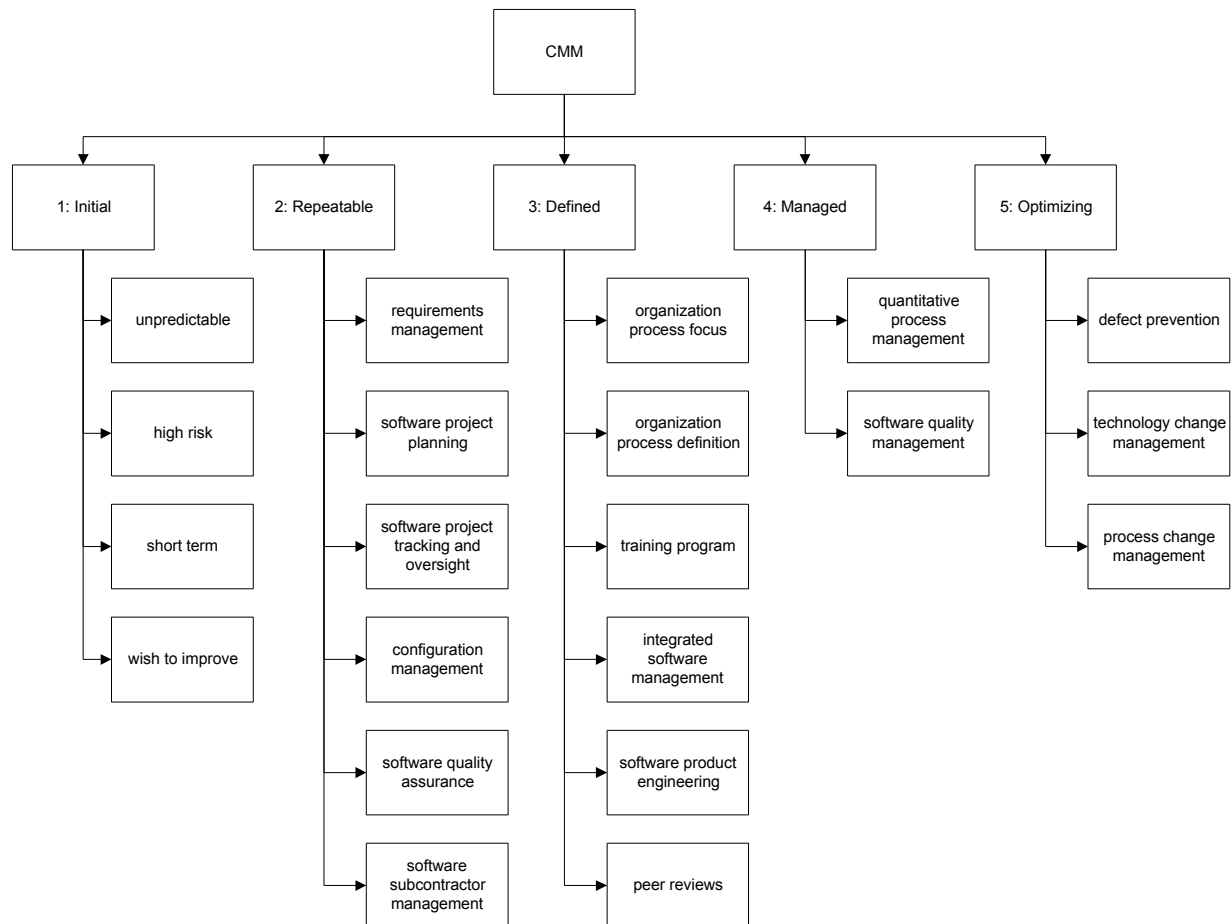 CMM
1: Initial
2: Repeatable
3: Defined
4: Managed
5: Optimizing
unpredictable
high risk
short term
wish to improve
requirements
management
software project
planning
software project
tracking and
oversight
configuration
management
software quality
assurance
software
subcontractor
management
organization
process focus
organization
process definition
training program
integrated
software
management
software product
engineering
peer reviews
quantitative
process
management
software quality
management
defect prevention
technology change
management
process change
management